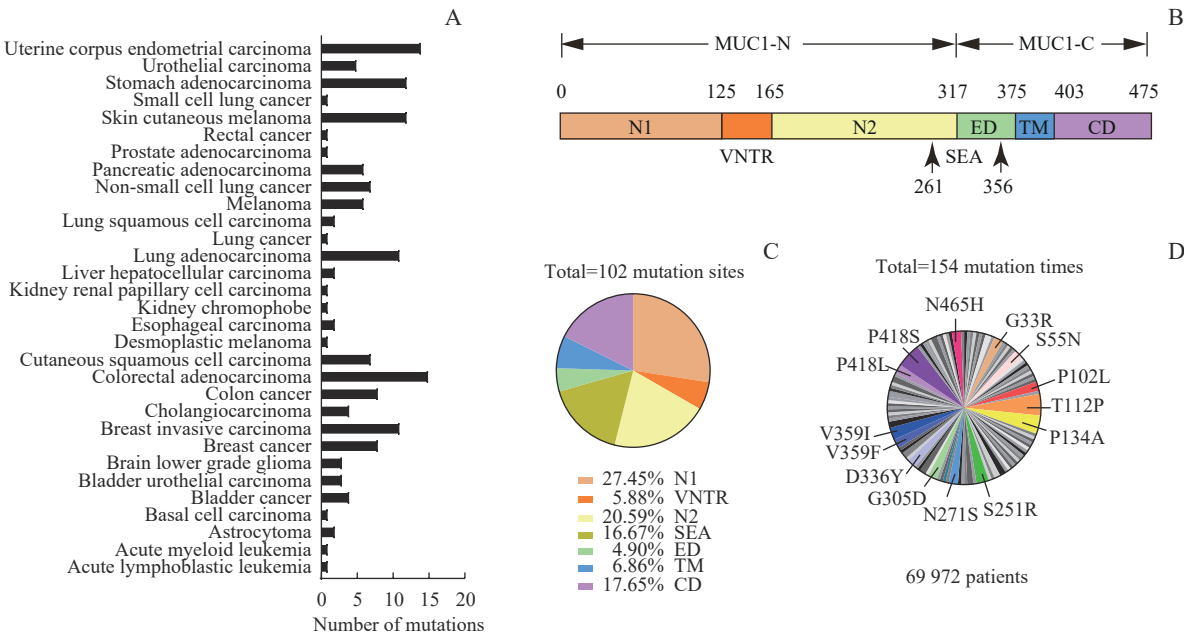 A
Uterine corpus endometrial carcinoma
Urothelial carcinoma
Stomach adenocarcinoma
Small cell lung cancer
Skin cutaneous melanoma
Rectal cancer
Prostate adenocarcinoma
Pancreatic adenocarcinoma
Non-small cell lung cancer
Melanoma
Lung squamous cell carcinoma
Lung cancer
Lung adenocarcinoma
Liver hepatocellular carcinoma
Kidney renal papillary cell carcinoma
Kidney chromophobe
Esophageal carcinoma
Desmoplastic melanoma
Cutaneous squamous cell carcinoma
Colorectal adenocarcinoma
Colon cancer
Cholangiocarcinoma
Breast invasive carcinoma
Breast cancer
Brain lower grade glioma
Bladder urothelial carcinoma
Bladder cancer
Basal cell carcinoma
Astrocytoma
Acute myeloid leukemia
Acute lymphoblastic leukemia
0 5 10 15 20
Number of mutations
B
MUC1-N MUC1-C
0 125 165 317 375 403 475
N1 N2 ED TM CD
VNTR SEA
261 356
C
Total=102 mutation sites
27.45% N1
5.88% VNTR
20.59% N2
16.67% SEA
4.90% ED
6.86% TM
17.65% CD
D
Total=154 mutation times
N465H
G33R
S55N
P102L
T112P
P134A
S251R
N271S
G305D
D336Y
V359F
V359I
P418L
P418S
69 972 patients